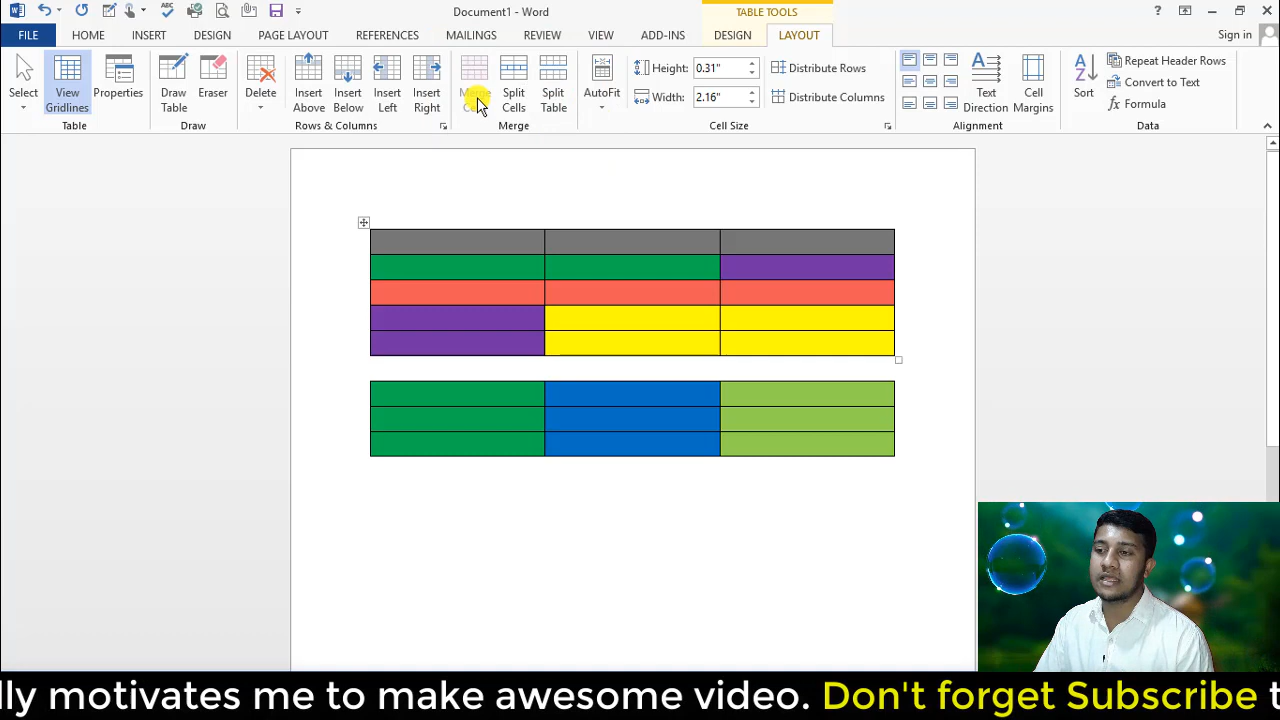 Document1 - Word
TABLE TOOLS
?
FILE
HOME
INSERT
DESIGN
PAGE LAYOUT
REFERENCES
MAILINGS
REVIEW
VIEW
ADD-INS
DESIGN
LAYOUT
Sign in
Select
View
Gridlines
Properties
Draw
Table
Eraser
Delete
Insert
Above
Insert
Below
Insert
Left
Insert
Right
Merge
Cells
Split
Cells
Split
Table
AutoFit
Height:
0.31"
Width:
2.16"
Distribute Rows
Distribute Columns
Text
Direction
Cell
Margins
Sort
Repeat Header Rows
Convert to Text
Formula
Table
Draw
Rows & Columns
Merge
Cell Size
Alignment
Data
lly motivates me to make awesome video. Don't forget Subscribe t